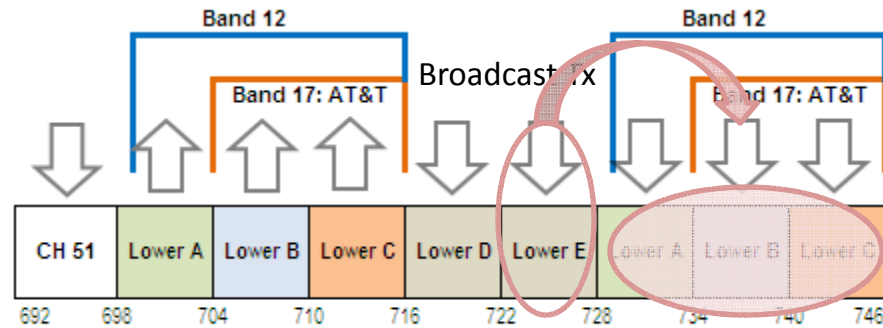 Band 12 Band 12
Broadcast Tx
Band 17: AT&T Band 17: AT&T
CH 51 Lower A Lower B Lower C Lower D Lower E Lower A Lower B Lower C
692 698 704 710 716 722 728 734 740 746